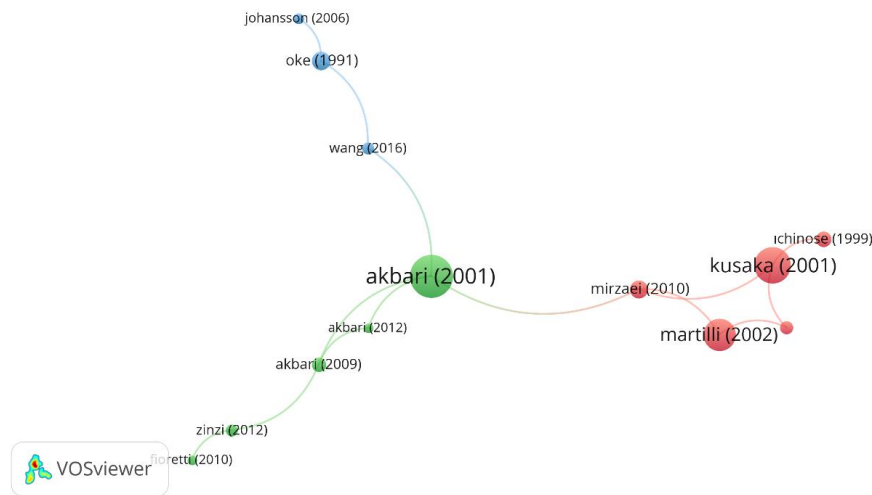 johansson (2006)
oke (1991)
wang (2016)
ichinose (1999)
kusaka (2001)
akbari (2001)
mirzaei (2010)
akbari (2012)
martilli (2002)
akbari (2009)
zinzi (2012)
fioretti (2010)
VOSviewer